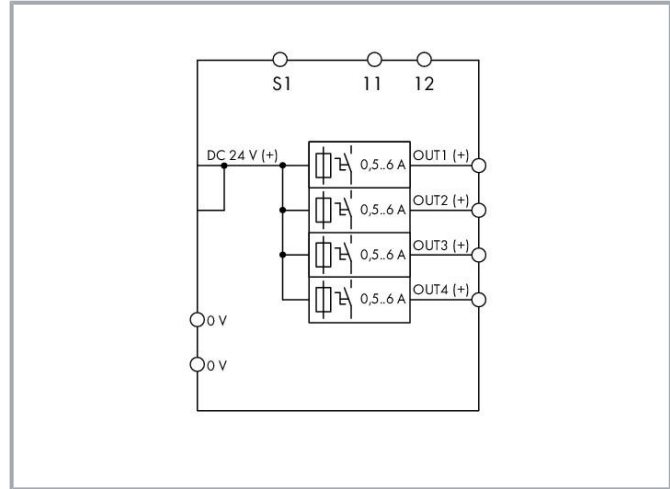 S1 11 12
DC 24 V (+)
0,5..6 A OUT1 (+)
0,5..6 A OUT2 (+)
0,5..6 A OUT3 (+)
0,5..6 A OUT4 (+)
0 V
0 V